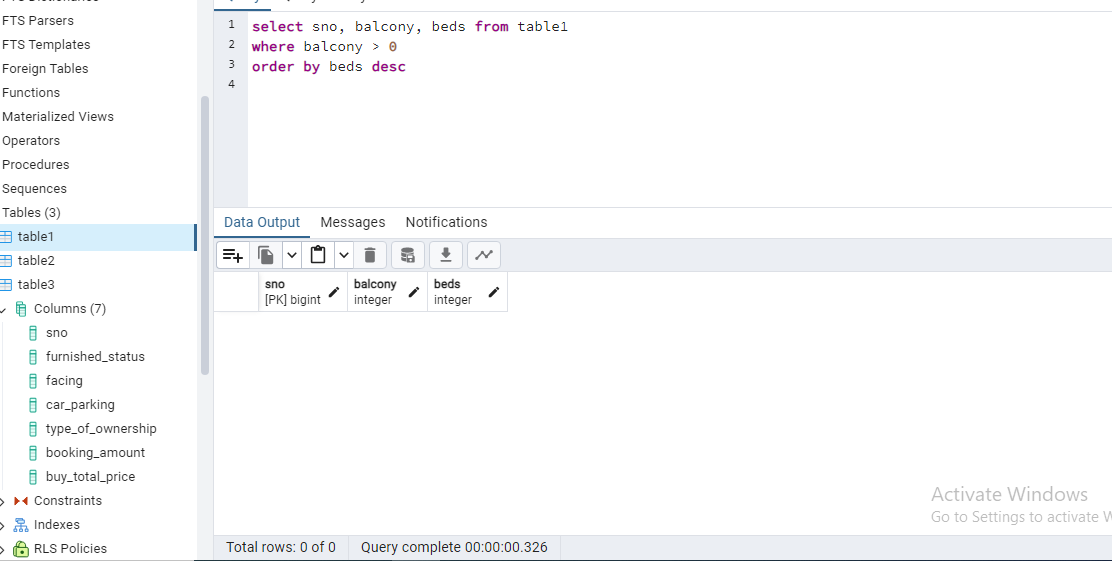 FTS Parsers
FTS Templates
Foreign Tables
Functions
Materialized Views
Operators
Procedures
Sequences
Tables (3)
table1
table2
table3
Columns (7)
sno
furnished_status
facing
car_parking
type_of_ownership
booking_amount
buy_total_price
Constraints
Indexes
RLS Policies
1 select sno, balcony, beds from table1
2 where balcony > 0
3 order by beds desc
4
Data Output Messages Notifications
sno balcony beds
[PK] bigint integer integer
Activate Windows
Go to Settings to activate W
Total rows: 0 of 0 Query complete 00:00:00.326